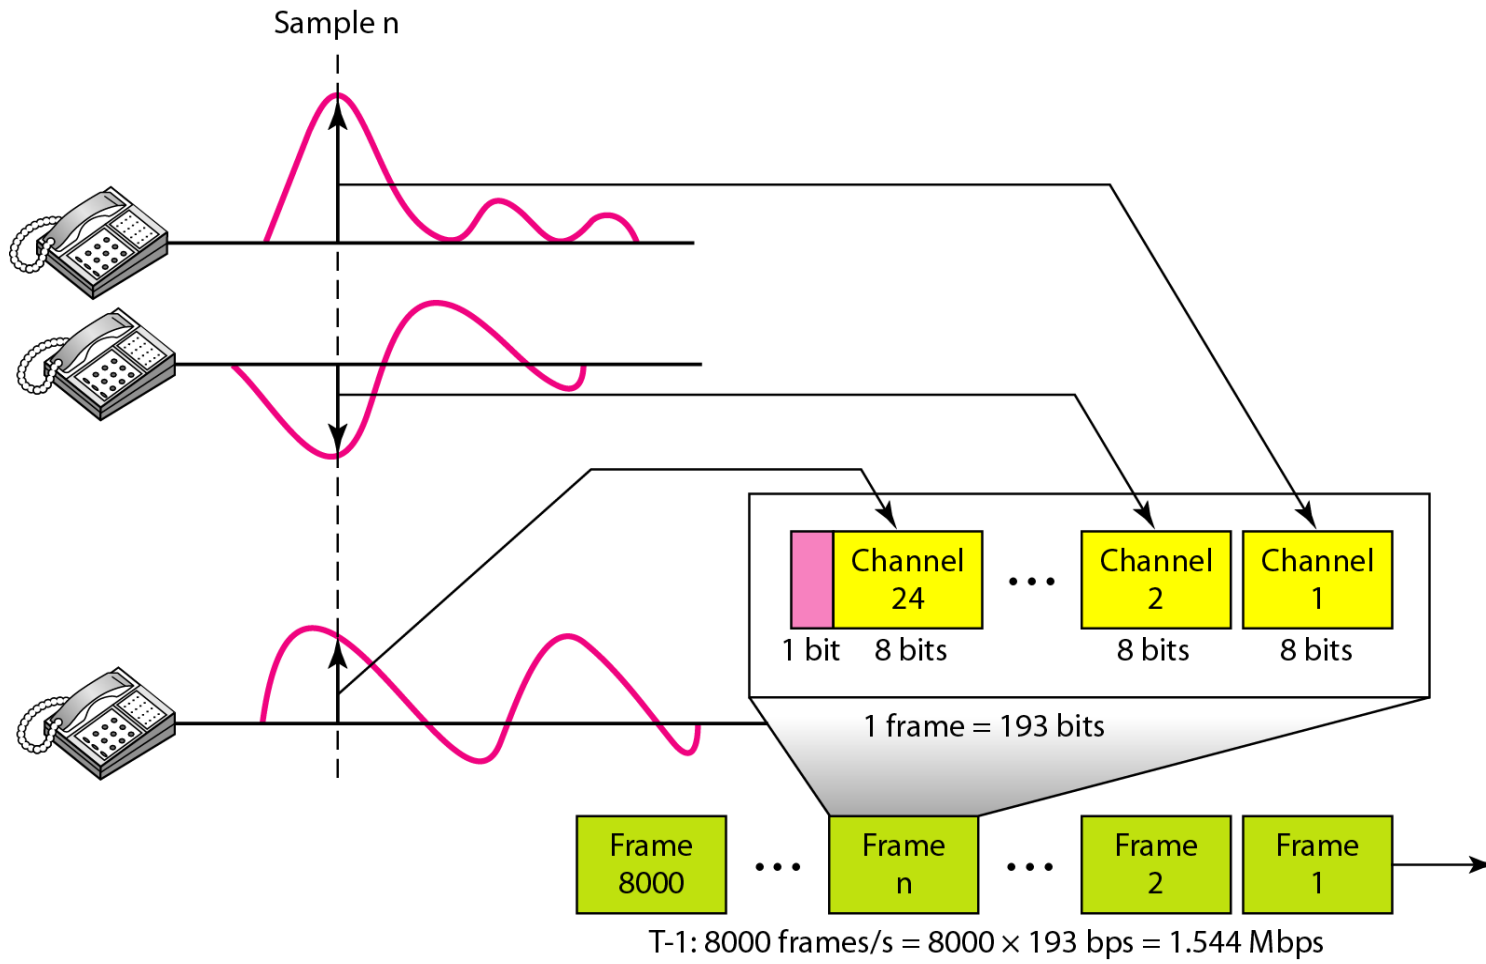 Sample n
Channel
24
...
Channel
2
Channel
1
1 bit
8 bits
8 bits
8 bits
1 frame = 193 bits
Frame
8000
...
Frame
n
...
Frame
2
Frame
1
T-1: 8000 frames/s = 8000 × 193 bps = 1.544 Mbps